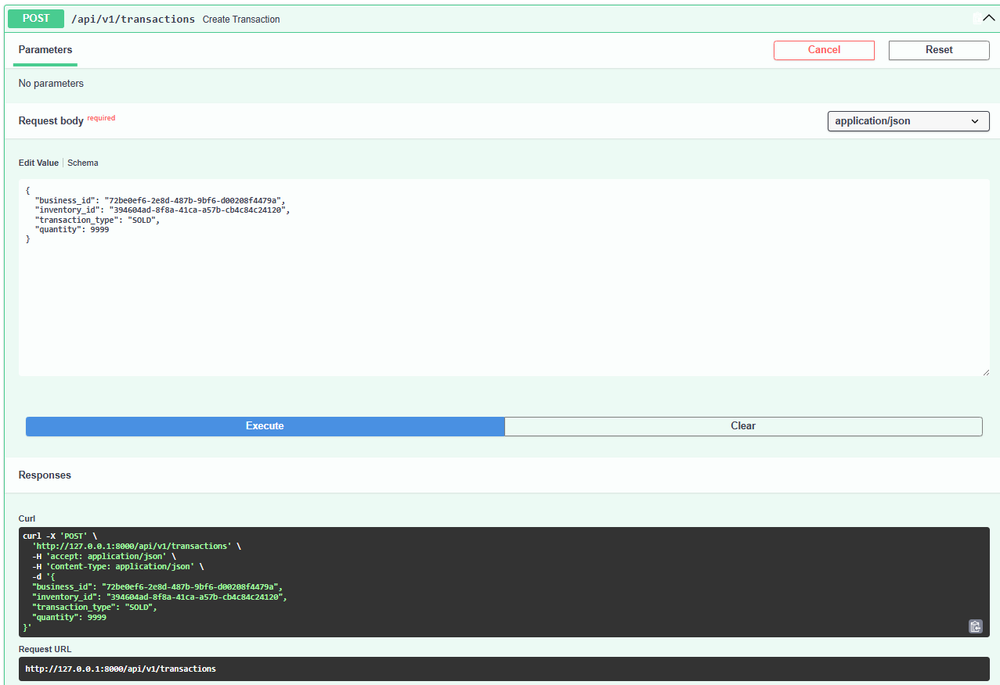 POST /api/v1/transactions Create Transaction
Parameters Cancel Reset
No parameters
Request body required application/json
Edit Value Schema
{
  "business_id": "72be0ef6-2e8d-487b-9bf6-d00208f4479a",
  "inventory_id": "394604ad-8f8a-41ca-a57b-cb4c84c24120",
  "transaction_type": "SOLD",
  "quantity": 9999
}
Execute Clear
Responses
Curl
curl -X 'POST' \
  'http://127.0.0.1:8000/api/v1/transactions' \
  -H 'accept: application/json' \
  -H 'Content-Type: application/json' \
  -d '{
  "business_id": "72be0ef6-2e8d-487b-9bf6-d00208f4479a",
  "inventory_id": "394604ad-8f8a-41ca-a57b-cb4c84c24120",
  "transaction_type": "SOLD",
  "quantity": 9999
}'
Request URL
http://127.0.0.1:8000/api/v1/transactions